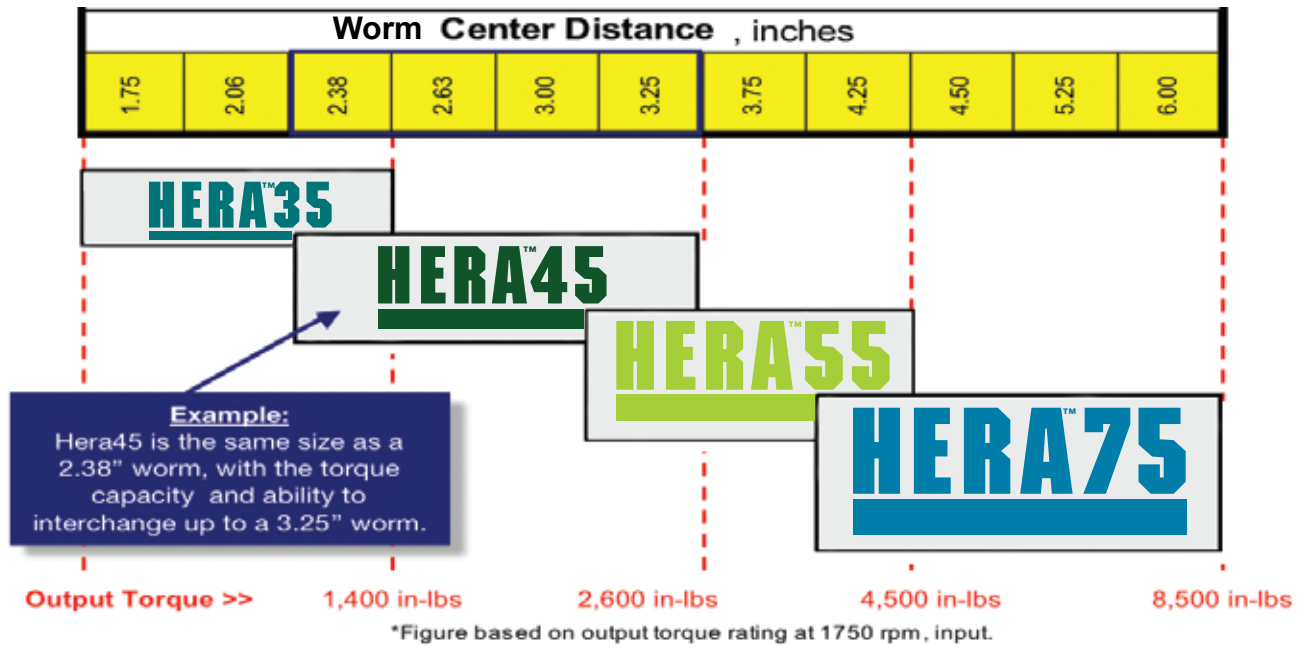 Worm Center Distance , inches
1.75 2.06 2.38 2.63 3.00 3.25 3.75 4.25 4.50 5.25 6.00
HERA™35
HERA™45
HERA™55
HERA™75
Example:
Hera45 is the same size as a
2.38” worm, with the torque
capacity and ability to
interchange up to a 3.25” worm.
Output Torque >> 1,400 in-lbs 2,600 in-lbs 4,500 in-lbs 8,500 in-lbs
*Figure based on output torque rating at 1750 rpm, input.